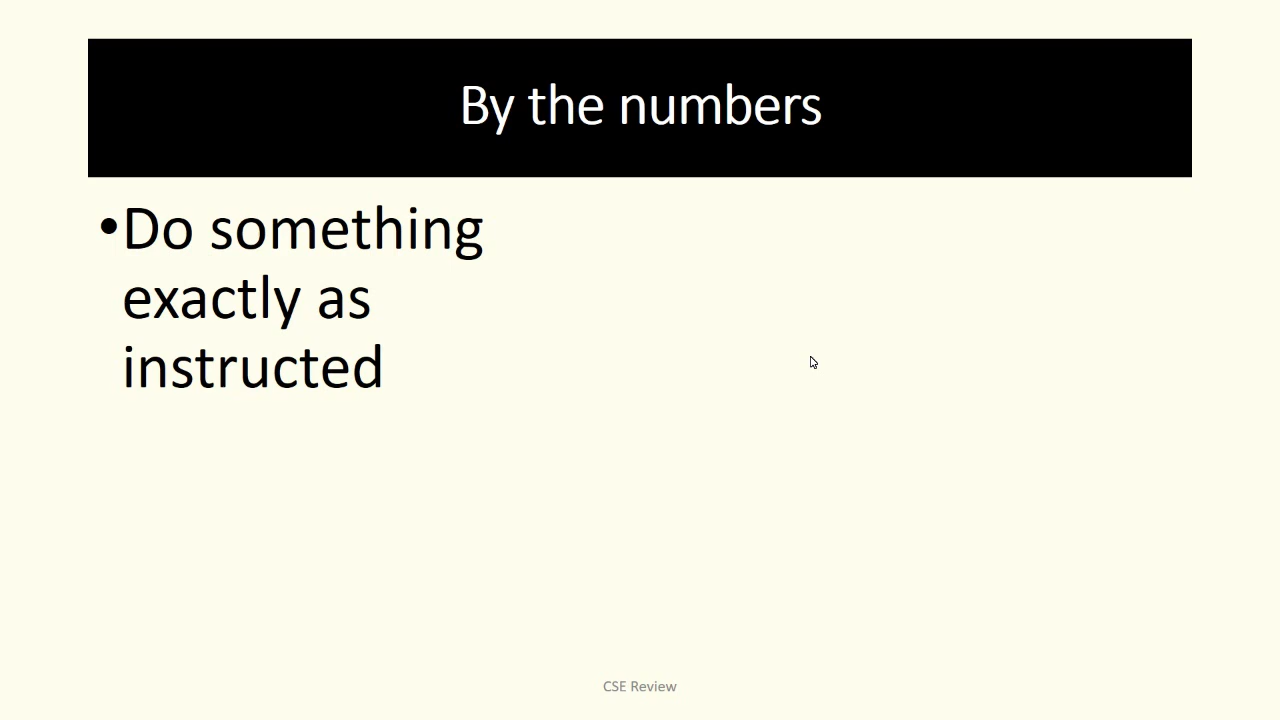 By the numbers
•Do something
exactly as
instructed
CSE Review